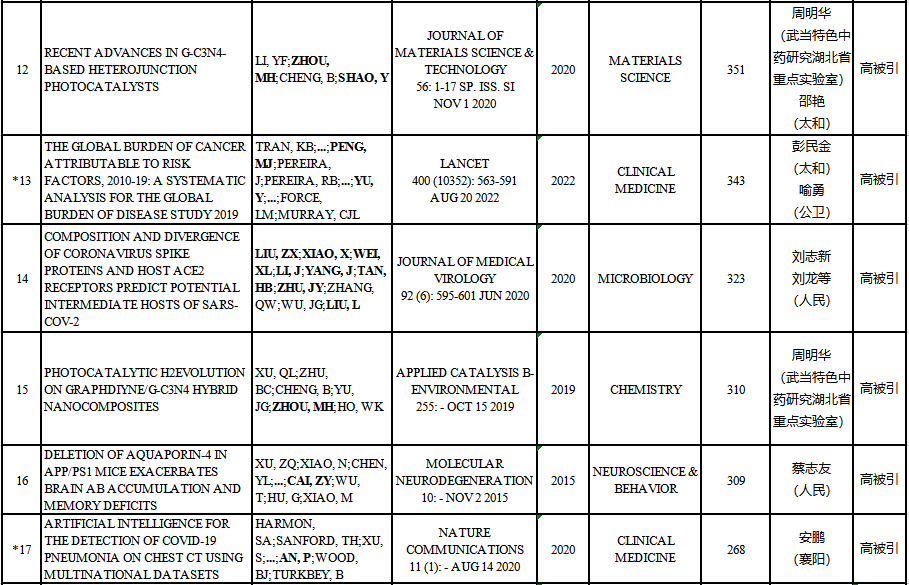 12
RECENT ADVANCES IN G-C3N4-
BASED HETEROJUNCTION
PHOTOCATALYSTS
LI, YF;ZHOU,
MH;CHENG, B;SHAO, Y
JOURNAL OF
MATERIALS SCIENCE &
TECHNOLOGY
56: 1-17 SP. ISS. SI
NOV 1 2020
2020
MATERIALS
SCIENCE
351
周明华
（武当特色中
药研究湖北省
重点实验室）
邵艳
（太和）
高被引
*13
THE GLOBAL BURDEN OF CANCER
ATTRIBUTABLE TO RISK
FACTORS, 2010-19: A SYSTEMATIC
ANALYSIS FOR THE GLOBAL
BURDEN OF DISEASE STUDY 2019
TRAN, KB;...;PENG,
MJ;PEREIRA,
J;PEREIRA, RB;...;YU,
Y;...;FORCE,
LM;MURRAY, CJL
LANCET
400 (10352): 563-591
AUG 20 2022
2022
CLINICAL
MEDICINE
343
彭民金
（太和）
喻勇
（公卫）
高被引
14
COMPOSITION AND DIVERGENCE
OF CORONAVIRUS SPIKE
PROTEINS AND HOST ACE2
RECEPTORS PREDICT POTENTIAL
INTERMEDIATE HOSTS OF SARS-
COV-2
LIU, ZX;XIAO, X;WEI,
XL;LI, J;YANG, J;TAN,
HB;ZHU, JY;ZHANG,
QW;WU, JG;LIU, L
JOURNAL OF MEDICAL
VIROLOGY
92 (6): 595-601 JUN 2020
2020
MICROBIOLOGY
323
刘志新
刘龙等
（人民）
高被引
15
PHOTOCATALYTIC H2EVOLUTION
ON GRAPHDIYNE/G-C3N4 HYBRID
NANOCOMPOSITES
XU, QL;ZHU,
BC;CHENG, B;YU,
JG;ZHOU, MH;HO, WK
APPLIED CATALYSIS B-
ENVIRONMENTAL
255: - OCT 15 2019
2019
CHEMISTRY
310
周明华
（武当特色中
药研究湖北省
重点实验室）
高被引
16
DELETION OF AQUAPORIN-4 IN
APP/PS1 MICE EXACERBATES
BRAIN AB ACCUMULATION AND
MEMORY DEFICITS
XU, ZQ;XIAO, N;CHEN,
YL;...;CAI, ZY;WU,
T;HU, G;XIAO, M
MOLECULAR
NEURODEGENERATION
10: - NOV 2 2015
2015
NEUROSCIENCE &
BEHAVIOR
309
蔡志友
（人民）
高被引
*17
ARTIFICIAL INTELLIGENCE FOR
THE DETECTION OF COVID-19
PNEUMONIA ON CHEST CT USING
MULTINATIONAL DATASETS
HARMON,
SA;SANFORD, TH;XU,
S;...;AN, P;WOOD,
BJ;TURKBEY, B
NATURE
COMMUNICATIONS
11 (1): - AUG 14 2020
2020
CLINICAL
MEDICINE
268
安鹏
（襄阳）
高被引